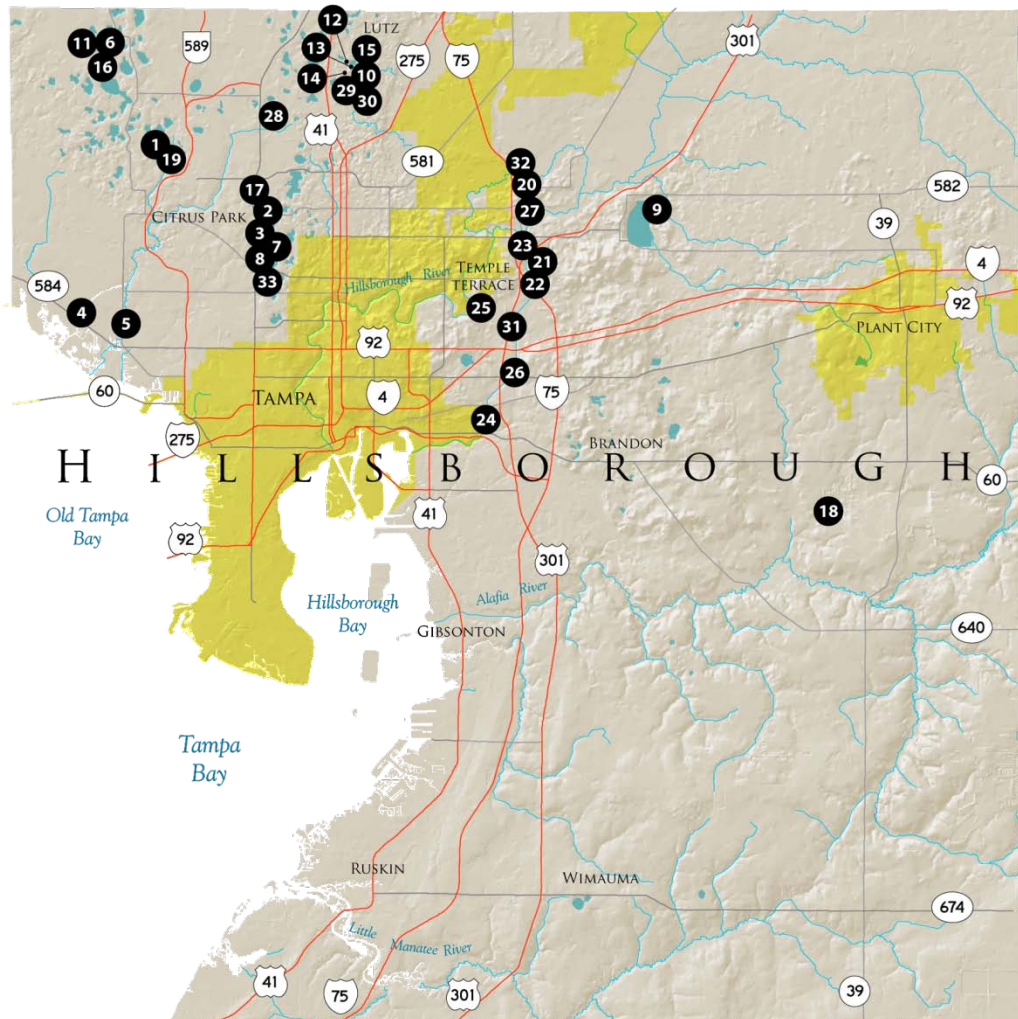 12
LUTZ
11
6
589
13
15
301
275
75
16
14
10
29
30
28
41
1
19
581
32
20
582
17
27
9
CITRUS PARK
2
39
3
7
23
8
21
4
584
33
Hillsborough River
TEMPLE
TERRACE
22
92
4
5
25
31
PLANT CITY
92
26
60
TAMPA
4
75
24
275
BRANDON
HILLSBOROUGH
60
Old Tampa
Bay
92
41
18
301
Hillsborough
Bay
Alafia River
GIBSONTON
640
Tampa
Bay
RUSKIN
WIMAUMA
674
Little Manatee River
41
75
301
39